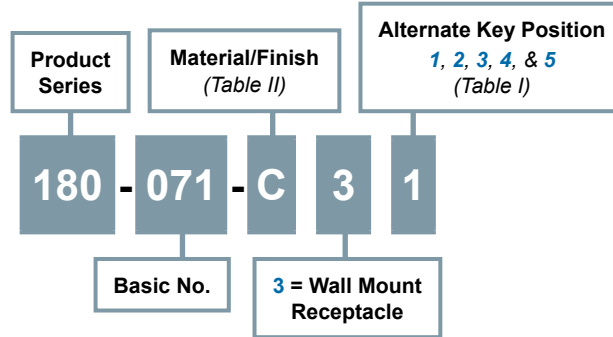 Product
Series
Material/Finish
(Table II)
Alternate Key Position
1, 2, 3, 4, & 5
(Table I)
180 - 071 - C 3 1
Basic No.
3 = Wall Mount
Receptacle